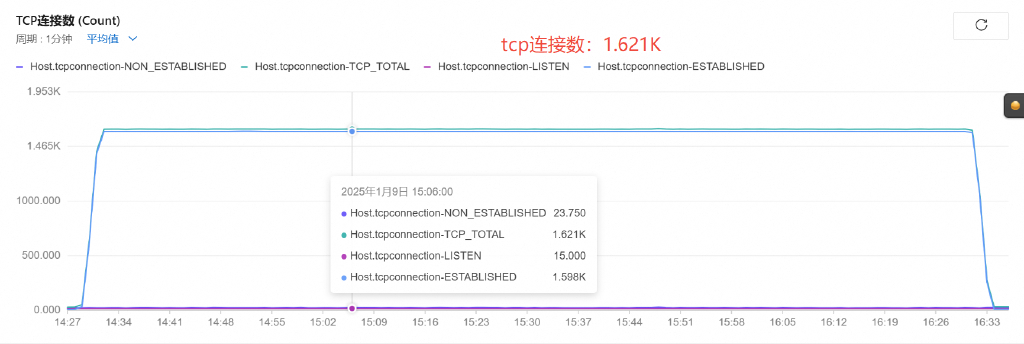 TCP连接数 (Count)
周期 : 1分钟 平均值
tcp连接数：1.621K
Host.tcpconnection-NON_ESTABLISHED Host.tcpconnection-TCP_TOTAL Host.tcpconnection-LISTEN Host.tcpconnection-ESTABLISHED
1.953K
1.465K
1000.000
500.000
0.000
2025年1月9日 15:06:00
Host.tcpconnection-NON_ESTABLISHED 23.750
Host.tcpconnection-TCP_TOTAL 1.621K
Host.tcpconnection-LISTEN 15.000
Host.tcpconnection-ESTABLISHED 1.598K
14:27 14:34 14:41 14:48 14:55 15:02 15:09 15:16 15:23 15:30 15:37 15:44 15:51 15:58 16:05 16:12 16:19 16:26 16:33